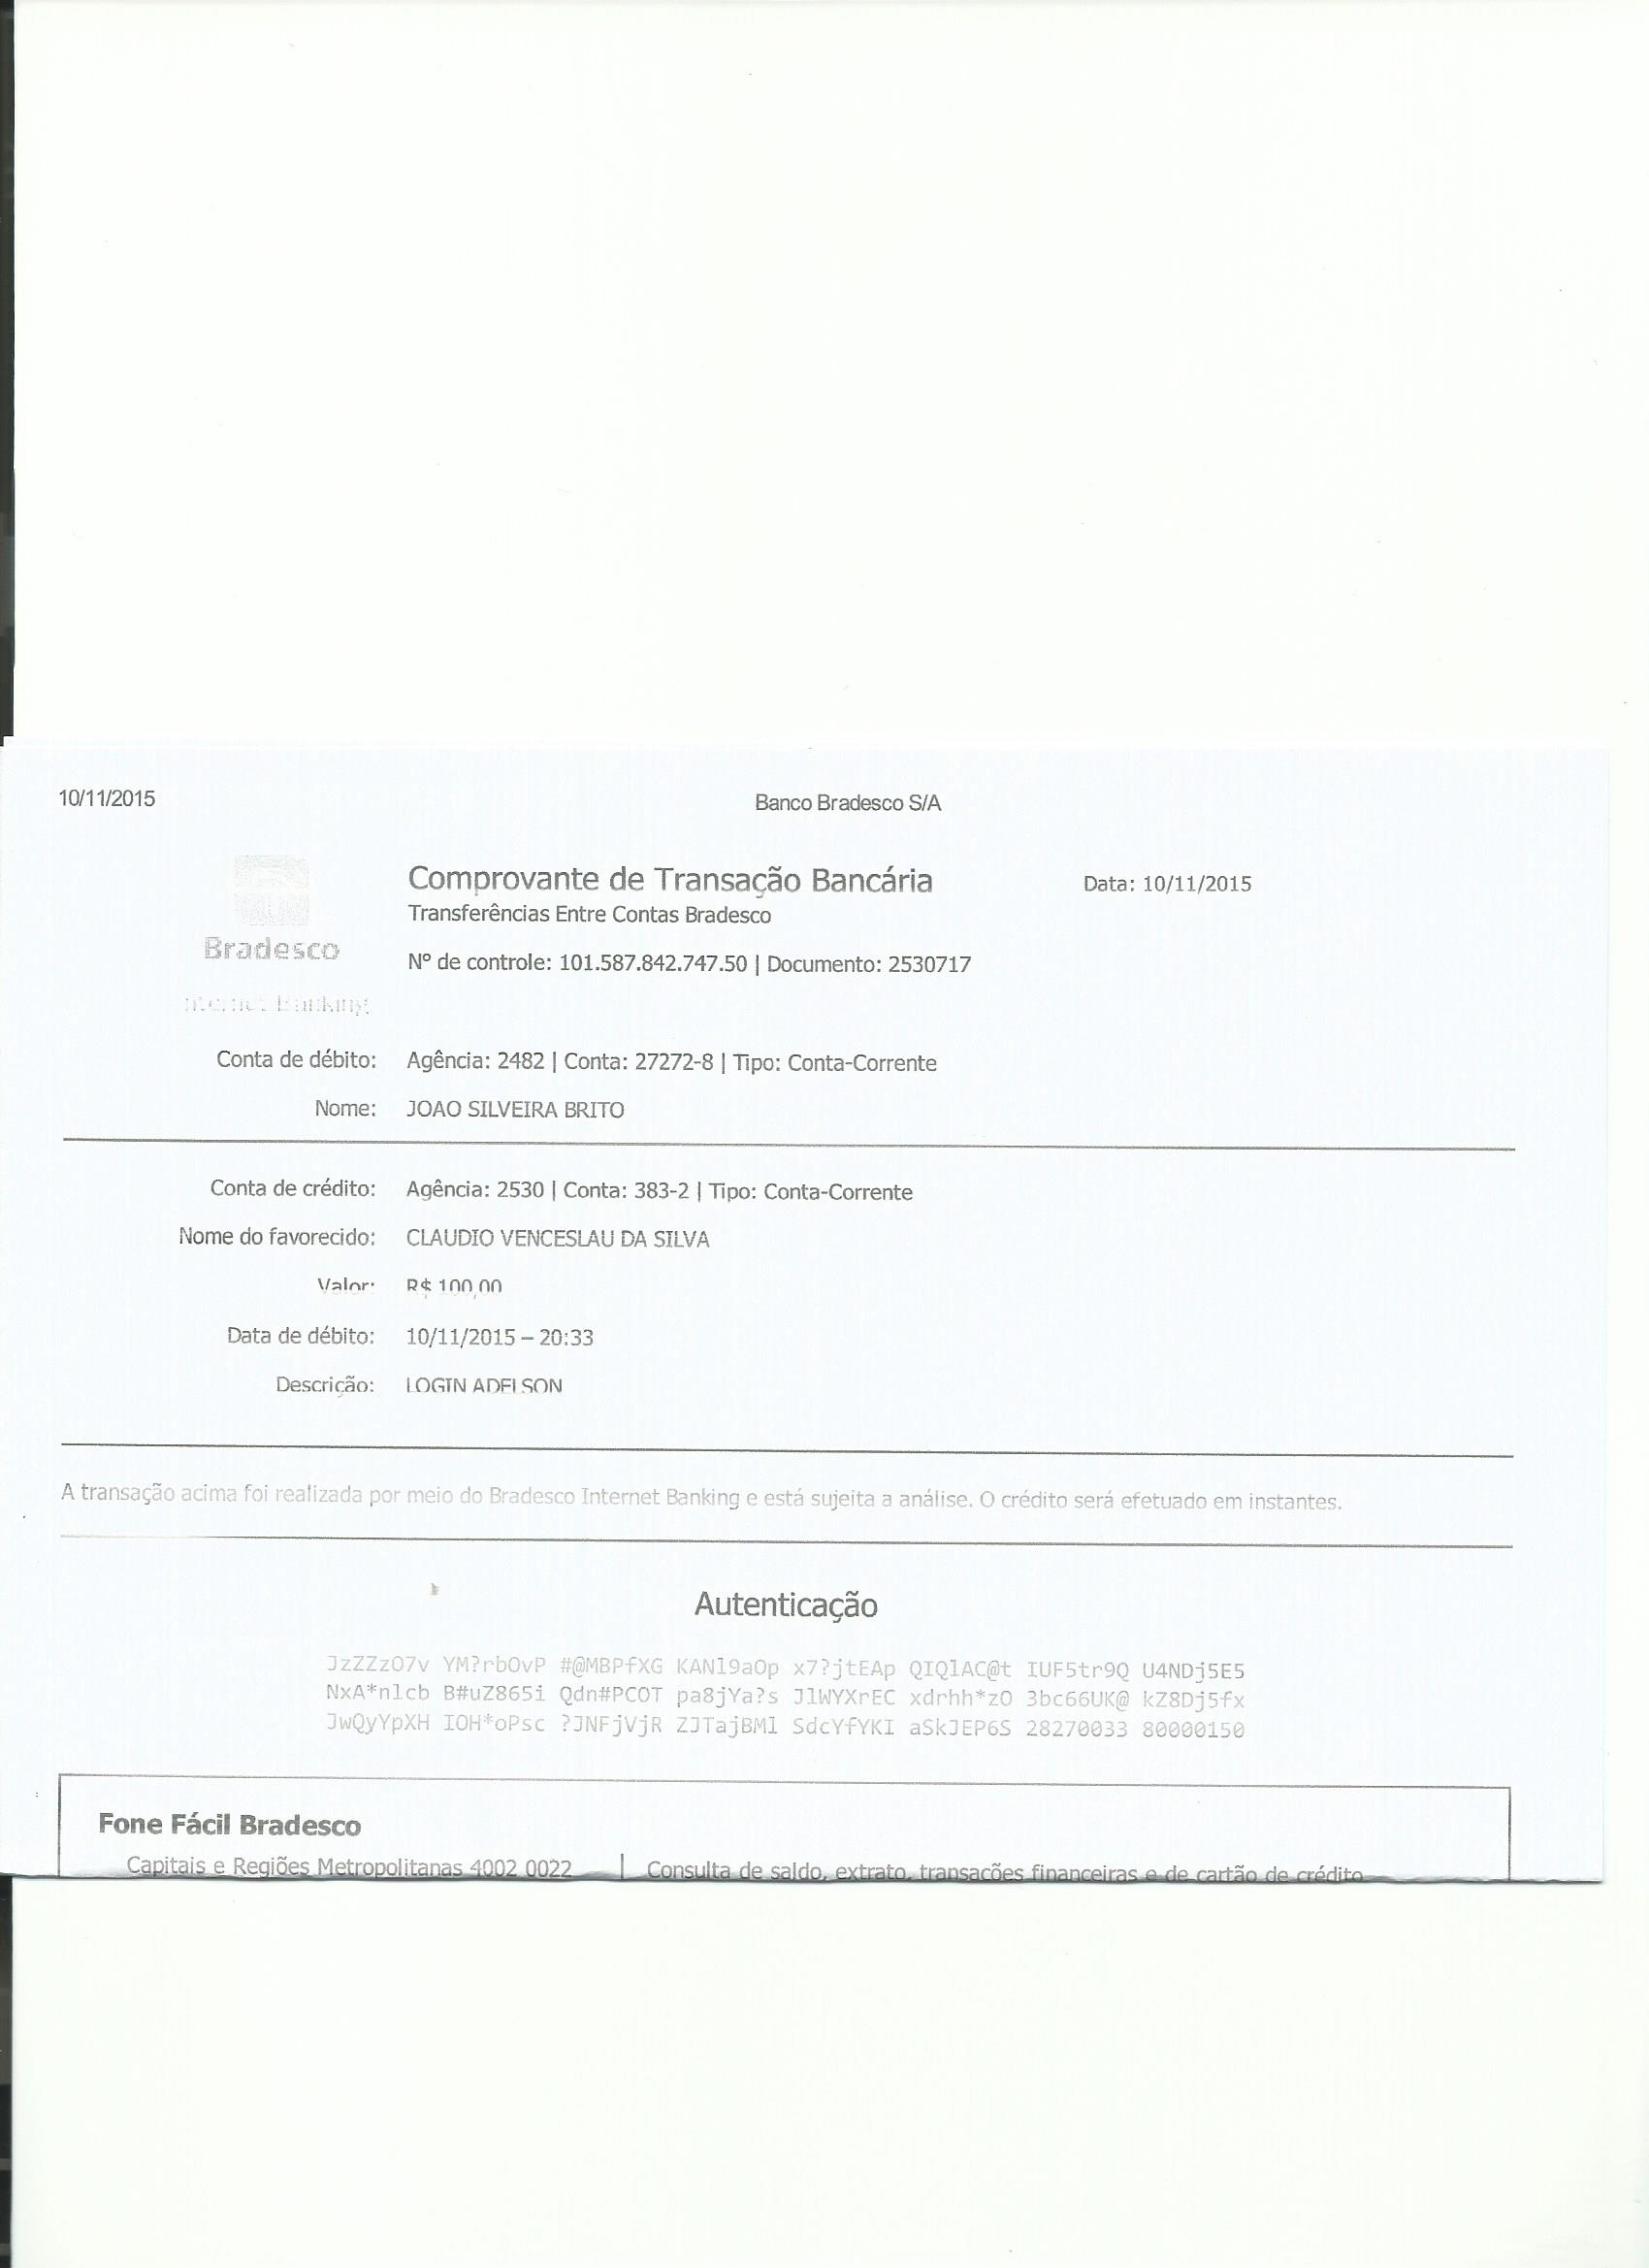 10/11/2015 Banco Bradesco S/A
Comprovante de Transação Bancária Data: 10/11/2015
Transferências Entre Contas Bradesco
Bradesco
Nº de controle: 101.587.842.747.50 | Documento: 2530717
Internet Banking
Conta de débito: Agência: 2482 | Conta: 27272-8 | Tipo: Conta-Corrente
Nome: JOAO SILVEIRA BRITO
Conta de crédito: Agência: 2530 | Conta: 383-2 | Tipo: Conta-Corrente
Nome do favorecido: CLAUDIO VENCESLAU DA SILVA
Valor: R$ 100,00
Data de débito: 10/11/2015 – 20:33
Descrição: LOGIN ADELSON
A transação acima foi realizada por meio do Bradesco Internet Banking e está sujeita a análise. O crédito será efetuado em instantes.
Autenticação
JzZZzO7v YM?rbOvP #@MBPfXG KANl9aOp x7?jtEAp QIQlAC@t IUF5tr9Q U4NDj5E5
NxA*nlcb B#uZ865i Qdn#PCOT pa8jYa?s JlWYXrEC xdrhh*zO 3bc66UK@ kZ8Dj5fx
JwQyYpXH IOH*oPsc ?JNFjVjR ZJTajBMl SdcYfYKI aSkJEP6S 28270033 80000150
Fone Fácil Bradesco
Capitais e Regiões Metropolitanas 4002 0022 | Consulta de saldo, extrato, transações financeiras e de cartão de crédito